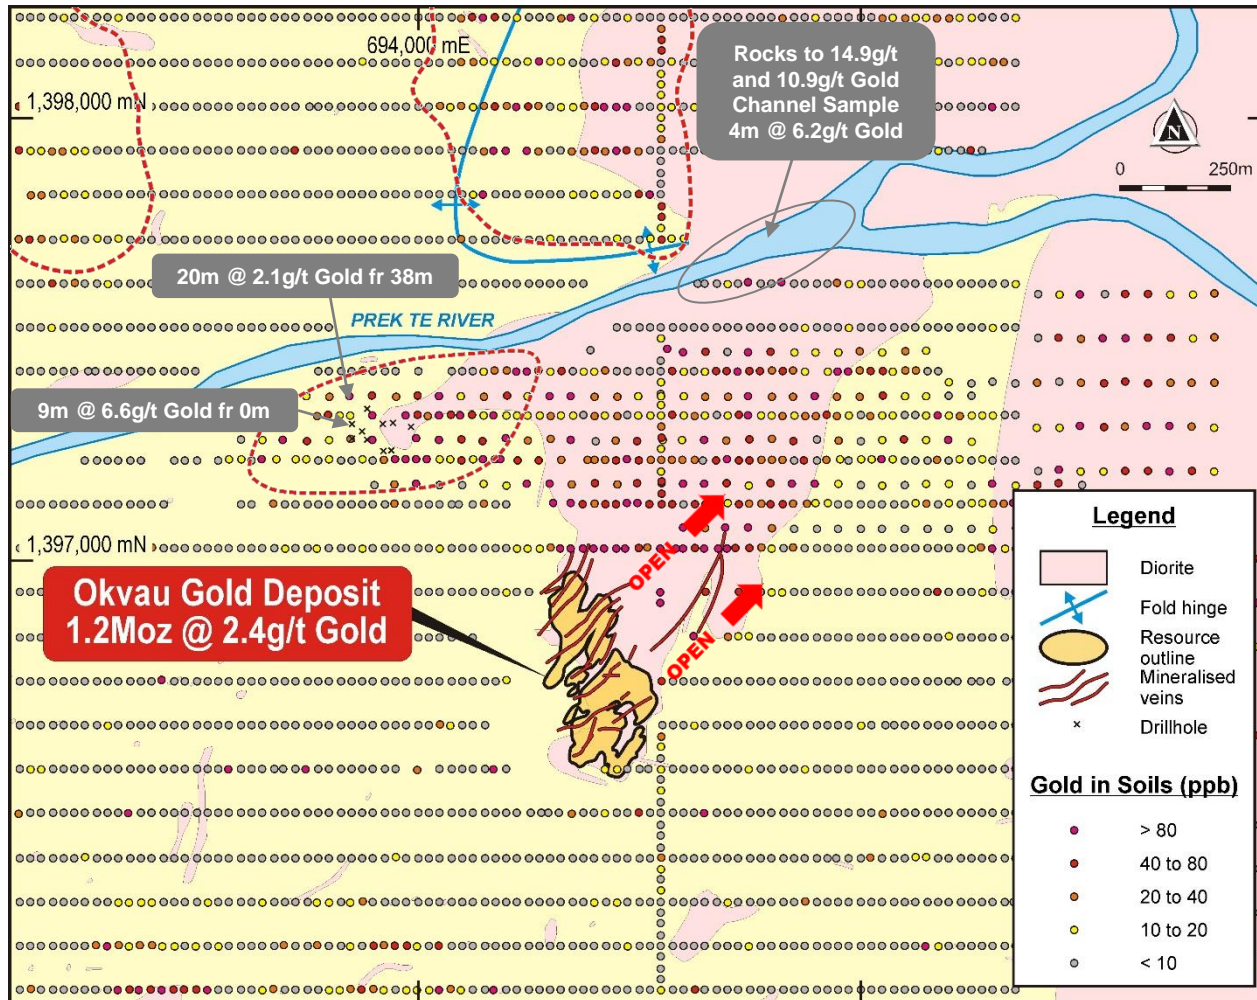 694,000 mE
1,398,000 mN
Rocks to 14.9g/t
and 10.9g/t Gold
Channel Sample
4m @ 6.2g/t Gold
N
0 250m
20m @ 2.1g/t Gold fr 38m
PREK TE RIVER
9m @ 6.6g/t Gold fr 0m
1,397,000 mN
OPEN
OPEN
Okvau Gold Deposit
1.2Moz @ 2.4g/t Gold
Legend
Diorite
Fold hinge
Resource
outline
Mineralised
veins
Drillhole
Gold in Soils (ppb)
> 80
40 to 80
20 to 40
10 to 20
< 10